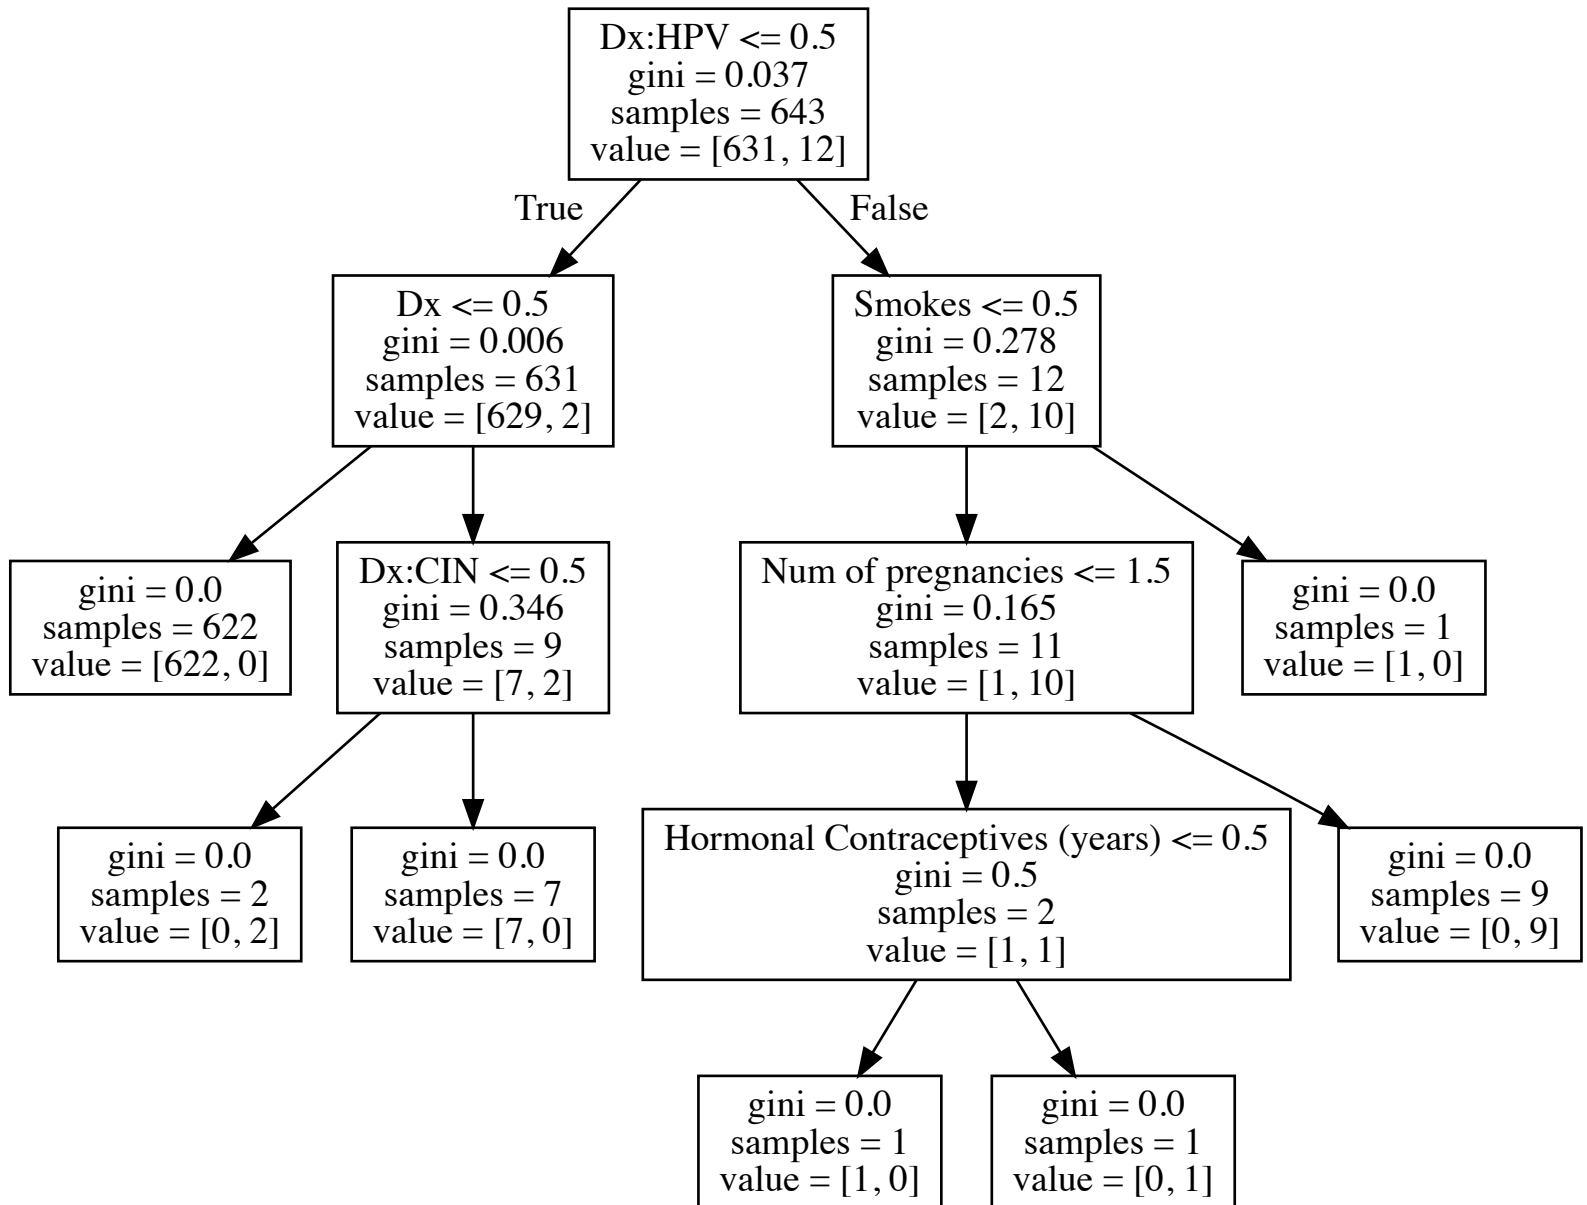 Dx:HPV <= 0.5
gini = 0.037
samples = 643
value = [631, 12]
True
False
Dx <= 0.5
gini = 0.006
samples = 631
value = [629, 2]
Smokes <= 0.5
gini = 0.278
samples = 12
value = [2, 10]
gini = 0.0
samples = 622
value = [622, 0]
Dx:CIN <= 0.5
gini = 0.346
samples = 9
value = [7, 2]
Num of pregnancies <= 1.5
gini = 0.165
samples = 11
value = [1, 10]
gini = 0.0
samples = 1
value = [1, 0]
gini = 0.0
samples = 2
value = [0, 2]
gini = 0.0
samples = 7
value = [7, 0]
Hormonal Contraceptives (years) <= 0.5
gini = 0.5
samples = 2
value = [1, 1]
gini = 0.0
samples = 9
value = [0, 9]
gini = 0.0
samples = 1
value = [1, 0]
gini = 0.0
samples = 1
value = [0, 1]